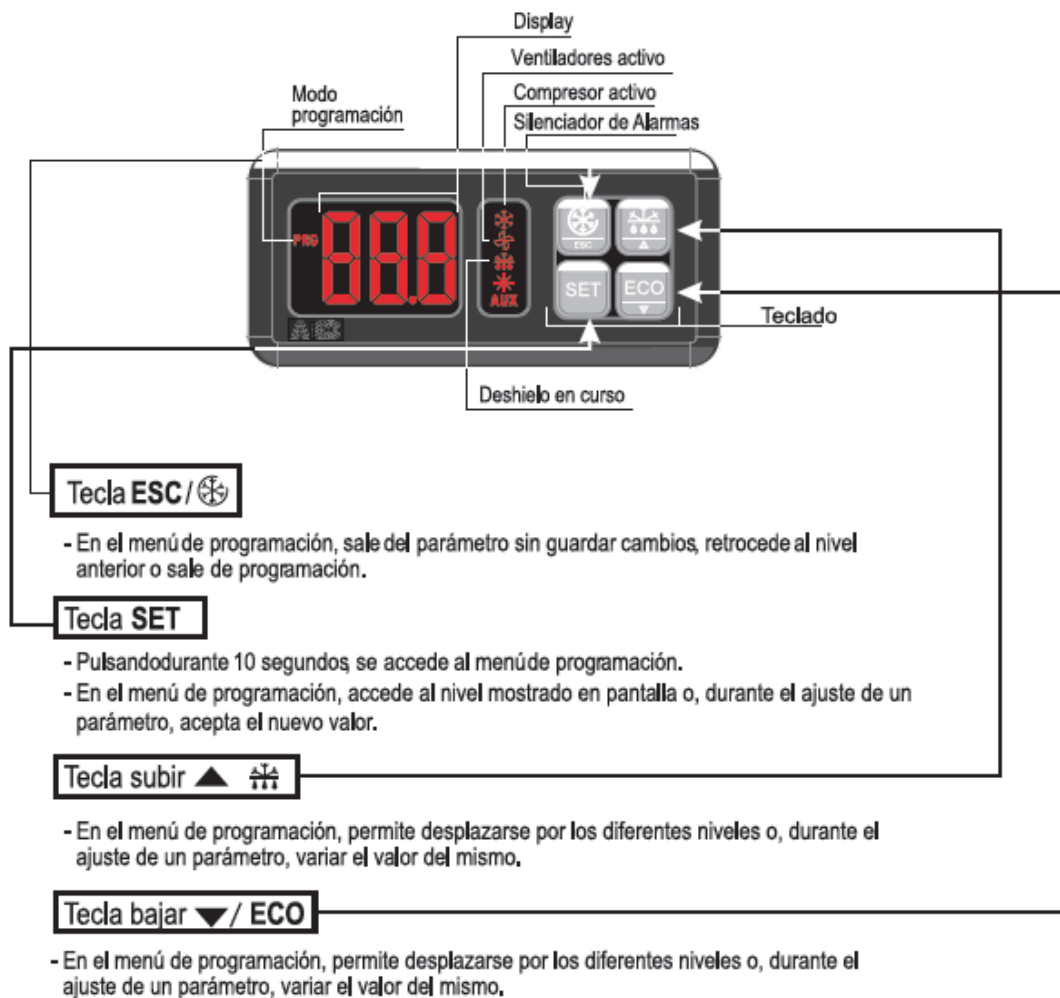 Display
Ventiladores activo
Compresor activo
Silenciador de Alarmas
Modo
programación
PRG
888
AUX
ESC
SET
ECO
Teclado
Deshielo en curso
Tecla ESC/
- En el menú de programación, sale del parámetro sin guardar cambios, retrocede al nivel
anterior o sale de programación.
Tecla SET
- Pulsandodurante 10 segundos, se accede al menúde programación.
- En el menú de programación, accede al nivel mostrado en pantalla o, durante el ajuste de un
parámetro, acepta el nuevo valor.
Tecla subir ▲
- En el menú de programación, permite desplazarse por los diferentes niveles o, durante el
ajuste de un parámetro, variar el valor del mismo.
Tecla bajar ▼/ ECO
- En el menú de programación, permite desplazarse por los diferentes niveles o, durante el
ajuste de un parámetro, variar el valor del mismo.